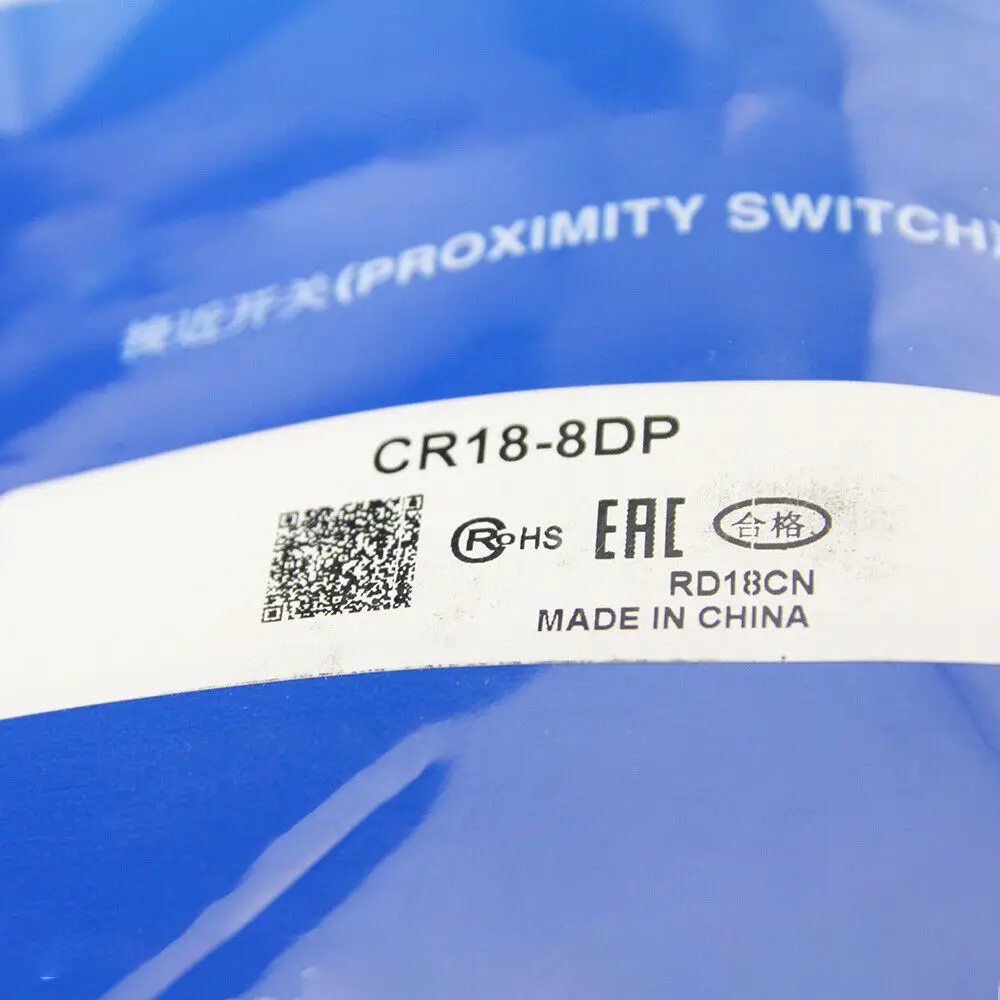 接近开关(PROXIMITY SWITCH)
CR18-8DP
RoHS EAC 合格
RD18CN
MADE IN CHINA